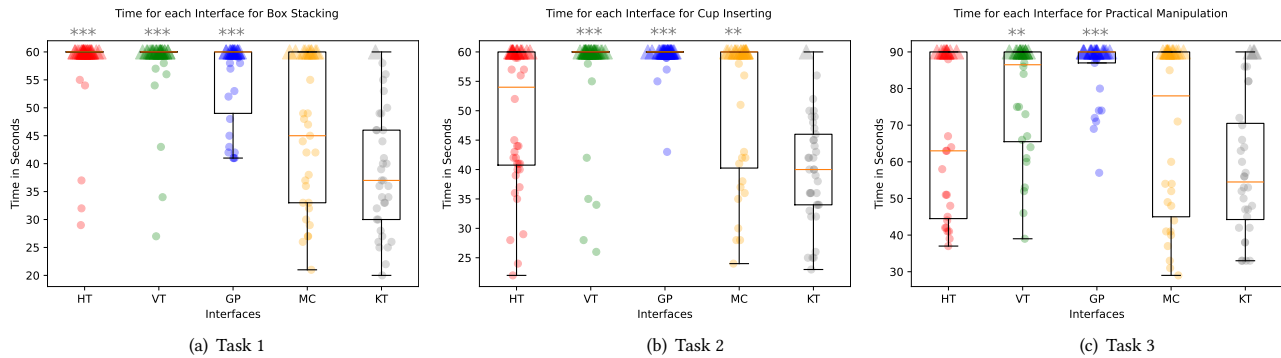 Time for each Interface for Box Stacking
*** *** ***
Time in Seconds
60
55
50
45
40
35
30
25
20
HT VT GP MC KT
Interfaces
(a) Task 1
Time for each Interface for Cup Inserting
*** *** **
Time in Seconds
60
55
50
45
40
35
30
25
HT VT GP MC KT
Interfaces
(b) Task 2
Time for each Interface for Practical Manipulation
** ***
Time in Seconds
90
80
70
60
50
40
30
HT VT GP MC KT
Interfaces
(c) Task 3